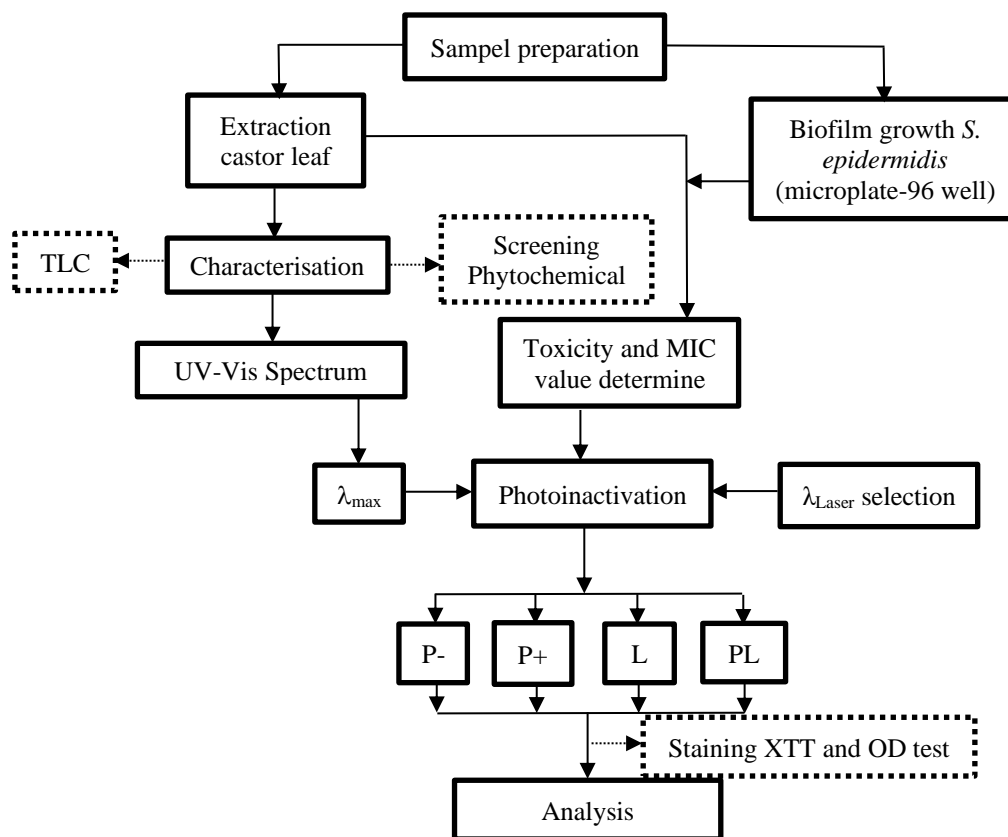 Sampel preparation
Extraction
castor leaf
Biofilm growth S.
epidermidis
(microplate-96 well)
TLC
Characterisation
Screening
Phytochemical
UV-Vis Spectrum
Toxicity and MIC
value determine
λmax
Photoinactivation
λLaser selection
P-
P+
L
PL
Staining XTT and OD test
Analysis